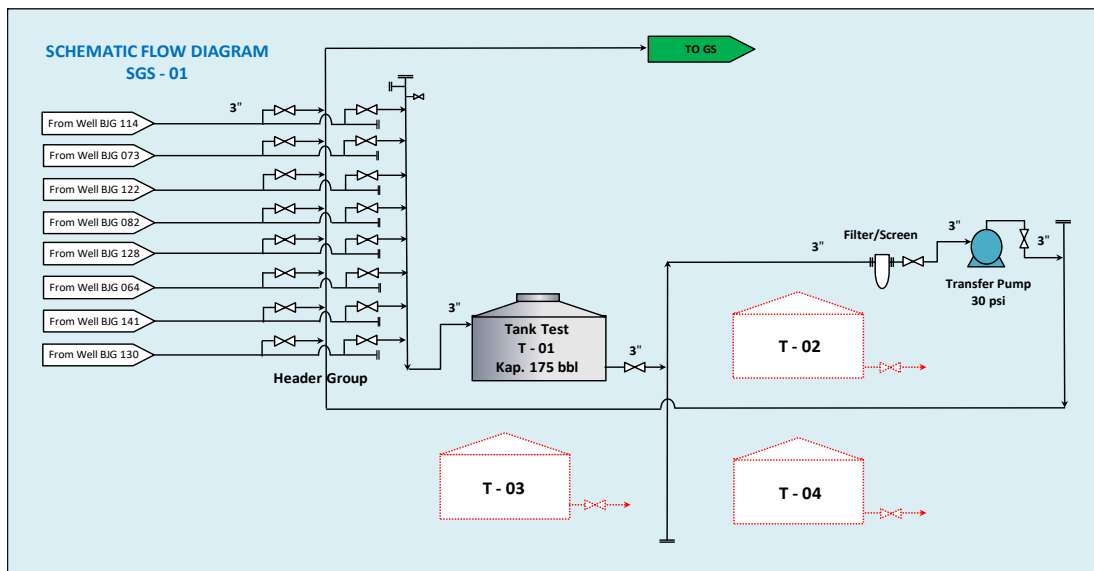 SCHEMATIC FLOW DIAGRAM
SGS - 01
TO GS
3"
From Well BJG 114
From Well BJG 073
From Well BJG 122
From Well BJG 082
From Well BJG 128
From Well BJG 064
From Well BJG 141
From Well BJG 130
Header Group
3"
Tank Test
T - 01
Kap. 175 bbl
3"
3"
Filter/Screen
3"
3"
Transfer Pump
30 psi
T - 02
T - 03
T - 04